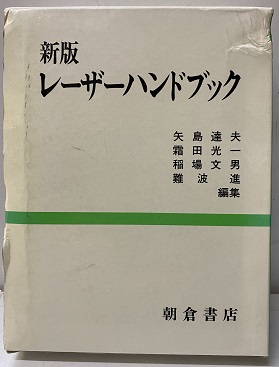 新版
レーザーハンドブック
矢島達夫
霜田光一
稲場文男
難波進
編集
朝倉書店